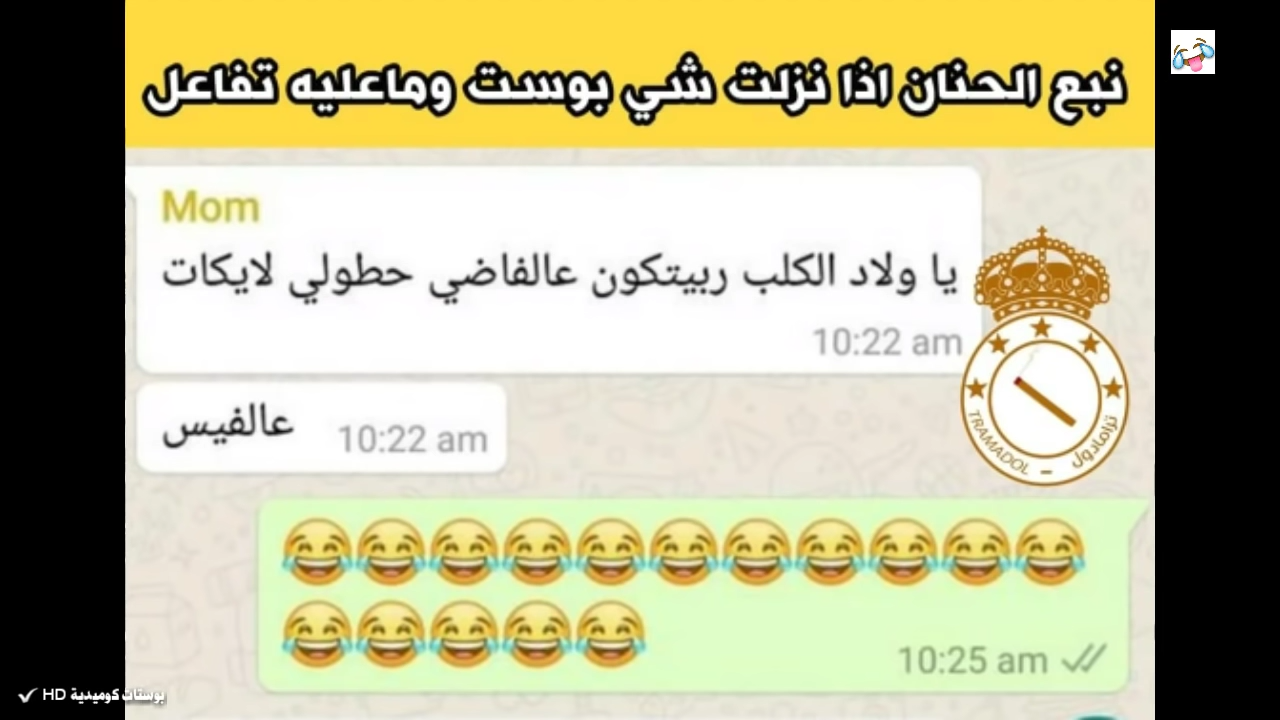 نبع الحنان اذا نزلت شي بوست وماعليه تفاعل
Mom
يا ولاد الكلب ربيتكون عالفاضي حطولي لايكات
10:22 am
عالفيس 10:22 am
TRAMADOL - ترامادول
😂😂😂😂😂😂😂😂😂😂😂
😂😂😂😂😂
10:25 am
بوستات كوميدية HD